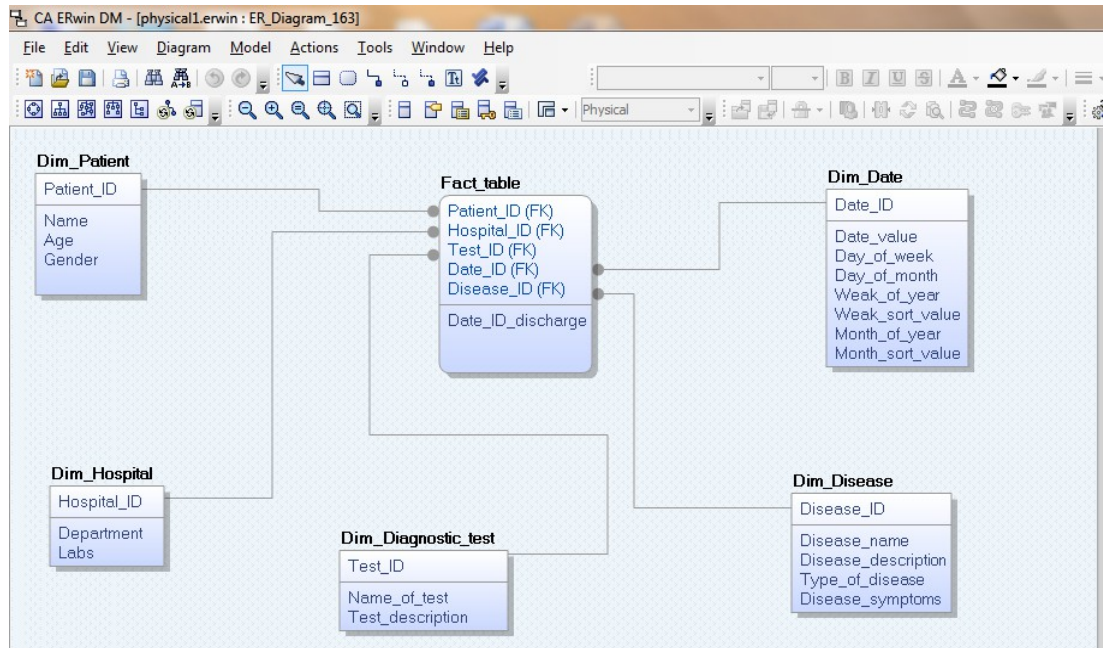 CA ERwin DM - [physical1.erwin : ER_Diagram_163]
File Edit View Diagram Model Actions Tools Window Help
B I U S A
Physical
Dim_Patient
Patient_ID
Name
Age
Gender
Fact_table
Patient_ID (FK)
Hospital_ID (FK)
Test_ID (FK)
Date_ID (FK)
Disease_ID (FK)
Date_ID_discharge
Dim_Date
Date_ID
Date_value
Day_of_week
Day_of_month
Weak_of_year
Weak_sort_value
Month_of_year
Month_sort_value
Dim_Hospital
Hospital_ID
Department
Labs
Dim_Diagnostic_test
Test_ID
Name_of_test
Test_description
Dim_Disease
Disease_ID
Disease_name
Disease_description
Type_of_disease
Disease_symptoms